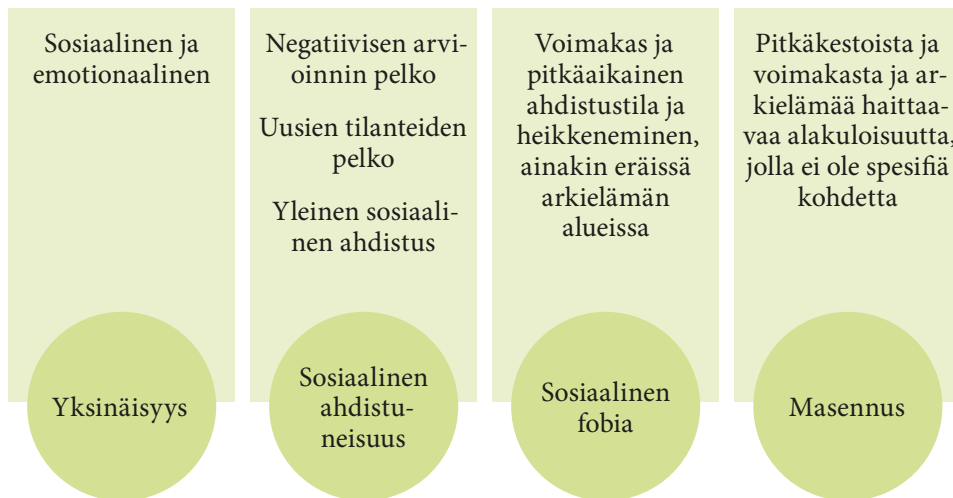 Sosiaalinen ja
emotionaalinen
Yksinäisyys
Negatiivisen arvi-
oinnin pelko
Uusien tilanteiden
pelko
Yleinen sosiaali-
nen ahdistus
Sosiaalinen
ahdistu-
neisuus
Voimakas ja
pitkäaikainen
ahdistustila ja
heikkeneminen,
ainakin eräissä
arkielämän
alueissa
Sosiaalinen
fobia
Pitkäkestoista ja
voimakasta ja ar-
kielämää haittaa-
vaa alakuloisuutta,
jolla ei ole spesifiä
kohdetta
Masennus